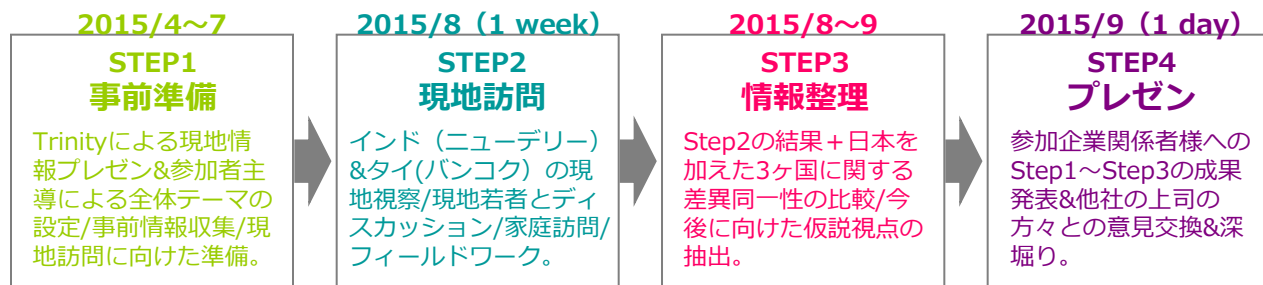 2015/4～7
STEP1
事前準備
Trinityによる現地情
報プレゼン&参加者主
導による全体テーマの
設定/事前情報収集/現
地訪問に向けた準備。
2015/8（1 week）
STEP2
現地訪問
インド（ニューデリー）
&タイ(バンコク）の現
地視察/現地若者とディ
スカッション/家庭訪問/
フィールドワーク。
2015/8～9
STEP3
情報整理
Step2の結果＋日本を
加えた3ヶ国に関する
差異同一性の比較/今
後に向けた仮説視点の
抽出。
2015/9（1 day）
STEP4
プレゼン
参加企業関係者様への
Step1～Step3の成果
発表&他社の上司の
方々との意見交換&深
堀り。